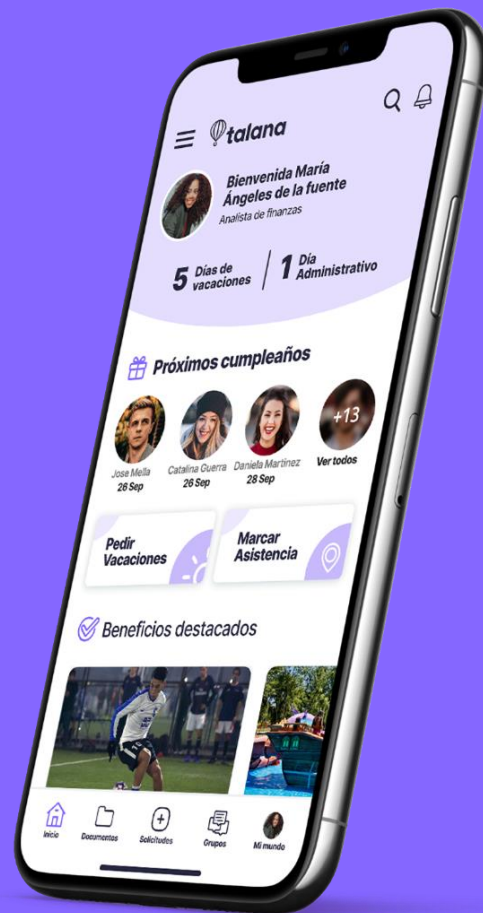 talana
Bienvenida María
Ángeles de la fuente
Analista de finanzas
5 Días de
vacaciones
1 Día
Administrativo
Próximos cumpleaños
+13
Jose Mella
26 Sep
Catalina Guerra
26 Sep
Daniela Martinez
28 Sep
Ver todos
Pedir
Vacaciones
Marcar
Asistencia
Beneficios destacados
Inicio
Documentos
Solicitudes
Grupos
Mi mundo